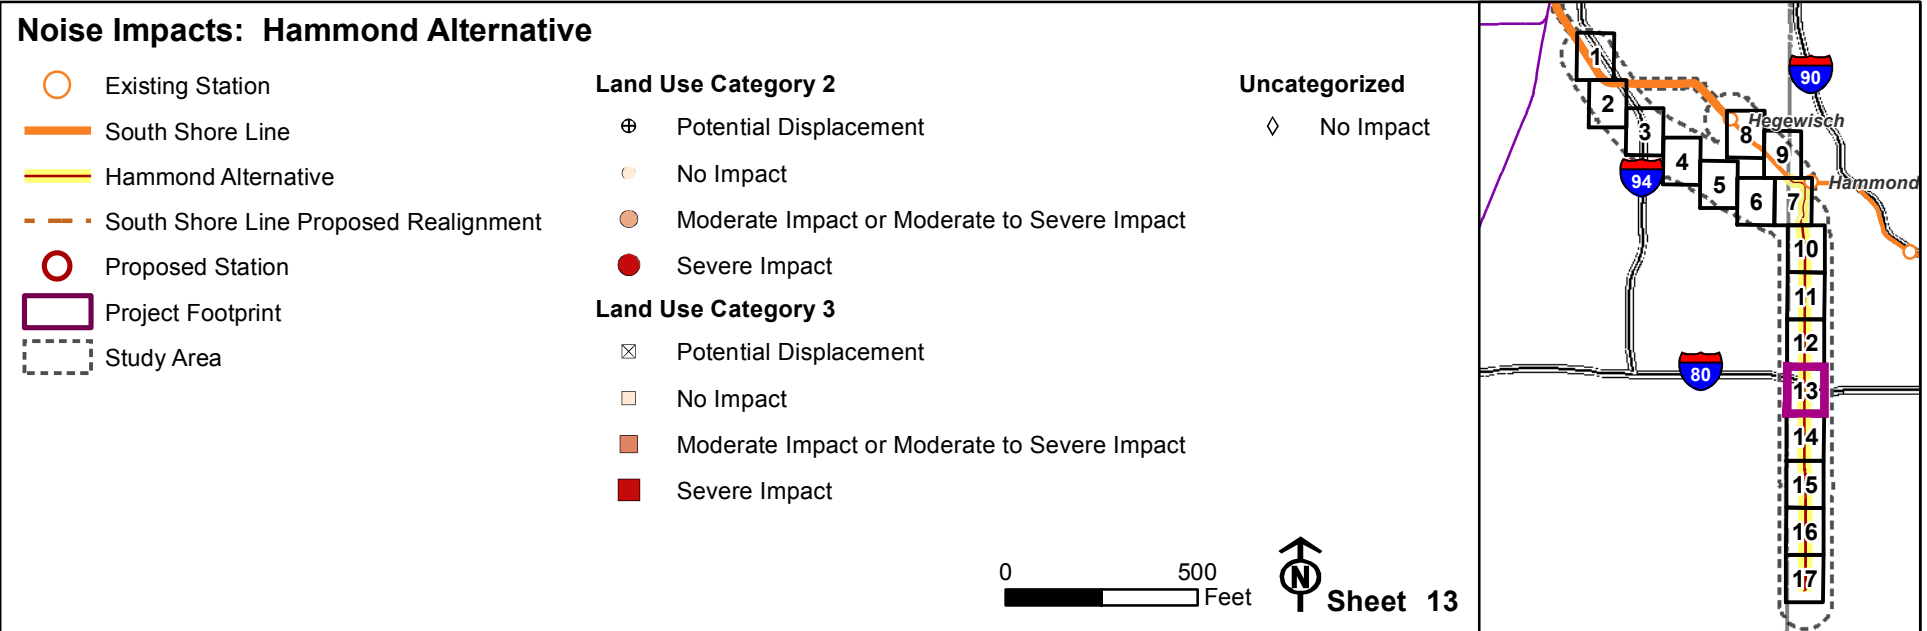 Noise Impacts: Hammond Alternative
Existing Station
South Shore Line
Hammond Alternative
South Shore Line Proposed Realignment
Proposed Station
Project Footprint
Study Area
Land Use Category 2
Potential Displacement
No Impact
Moderate Impact or Moderate to Severe Impact
Severe Impact
Land Use Category 3
Potential Displacement
No Impact
Moderate Impact or Moderate to Severe Impact
Severe Impact
Uncategorized
No Impact
0 500
Feet
N
Sheet 13
1
2
3
4
5
6
7
8
9
10
11
12
13
14
15
16
17
90
94
80
Hegewisch
Hammond